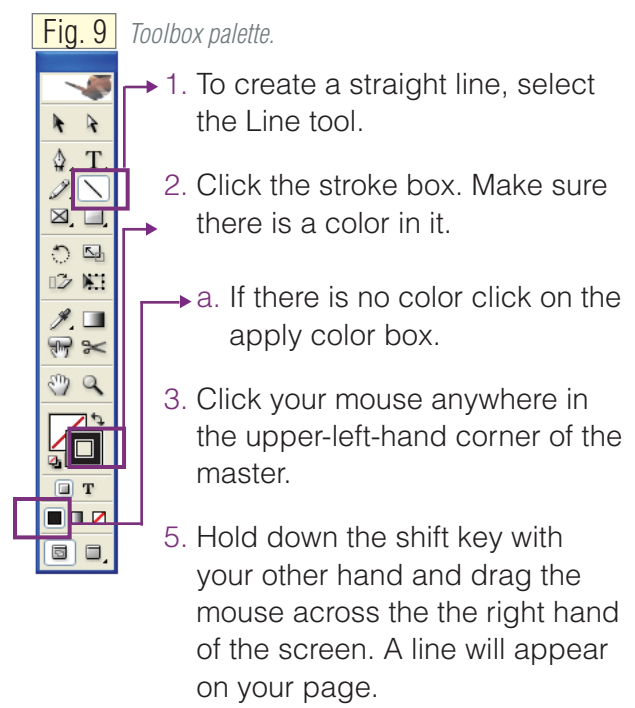 Fig. 9 Toolbox palette.
1. To create a straight line, select
the Line tool.
T
2. Click the stroke box. Make sure
there is a color in it.
a. If there is no color click on the
apply color box.
3. Click your mouse anywhere in
the upper-left-hand corner of the
master.
T
5. Hold down the shift key with
your other hand and drag the
mouse across the the right hand
of the screen. A line will appear
on your page.